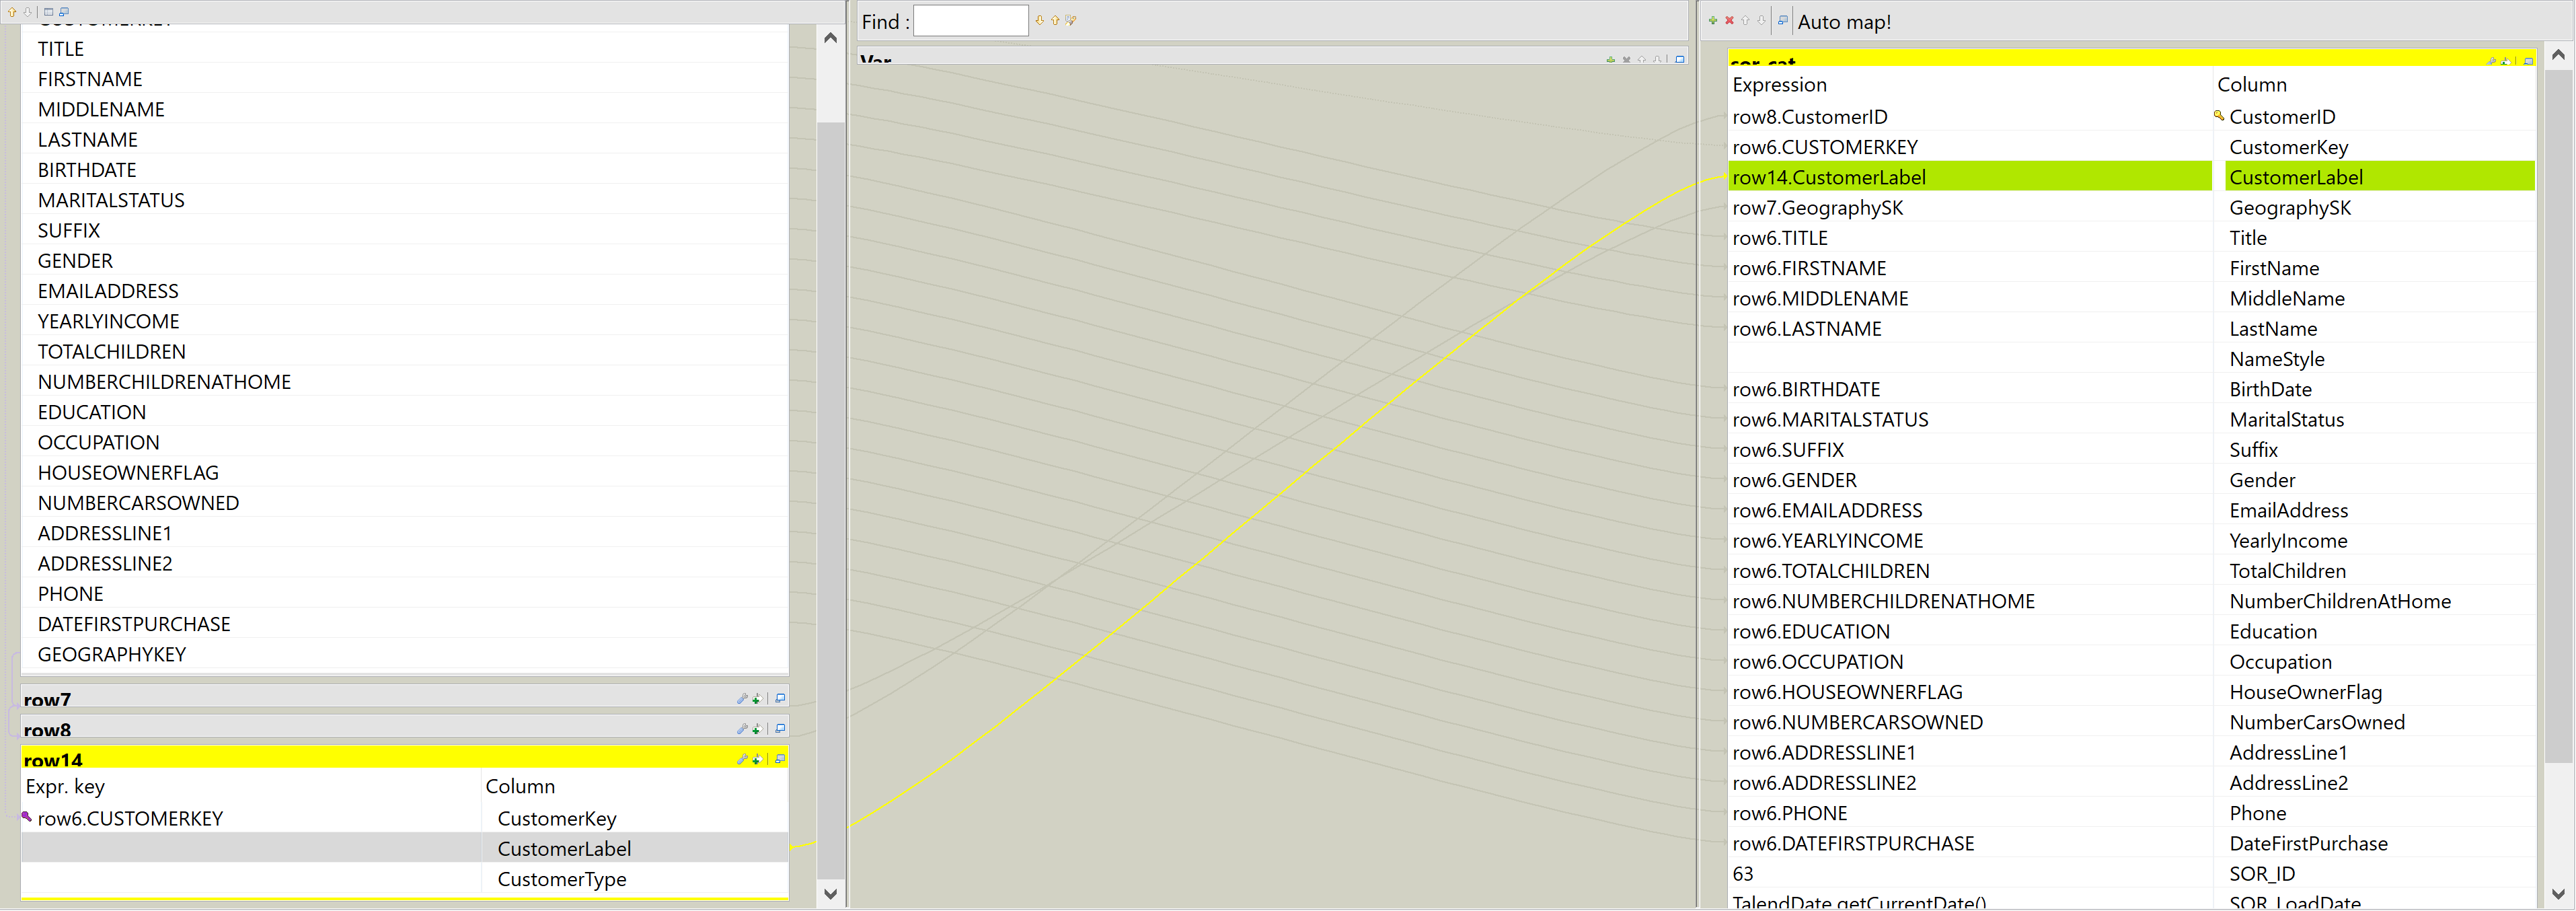 CUSTOMERKEY
TITLE
FIRSTNAME
MIDDLENAME
LASTNAME
BIRTHDATE
MARITALSTATUS
SUFFIX
GENDER
EMAILADDRESS
YEARLYINCOME
TOTALCHILDREN
NUMBERCHILDRENATHOME
EDUCATION
OCCUPATION
HOUSEOWNERFLAG
NUMBERCARSOWNED
ADDRESSLINE1
ADDRESSLINE2
PHONE
DATEFIRSTPURCHASE
GEOGRAPHYKEY
row7
row8
row14
Expr. key Column
row6.CUSTOMERKEY CustomerKey
CustomerLabel
CustomerType
Find :
Var
Auto map!
sor_cat
Expression Column
row8.CustomerID CustomerID
row6.CUSTOMERKEY CustomerKey
row14.CustomerLabel CustomerLabel
row7.GeographySK GeographySK
row6.TITLE Title
row6.FIRSTNAME FirstName
row6.MIDDLENAME MiddleName
row6.LASTNAME LastName
NameStyle
row6.BIRTHDATE BirthDate
row6.MARITALSTATUS MaritalStatus
row6.SUFFIX Suffix
row6.GENDER Gender
row6.EMAILADDRESS EmailAddress
row6.YEARLYINCOME YearlyIncome
row6.TOTALCHILDREN TotalChildren
row6.NUMBERCHILDRENATHOME NumberChildrenAtHome
row6.EDUCATION Education
row6.OCCUPATION Occupation
row6.HOUSEOWNERFLAG HouseOwnerFlag
row6.NUMBERCARSOWNED NumberCarsOwned
row6.ADDRESSLINE1 AddressLine1
row6.ADDRESSLINE2 AddressLine2
row6.PHONE Phone
row6.DATEFIRSTPURCHASE DateFirstPurchase
63 SOR_ID
TalendDate.getCurrentDate() SOR_LoadDate